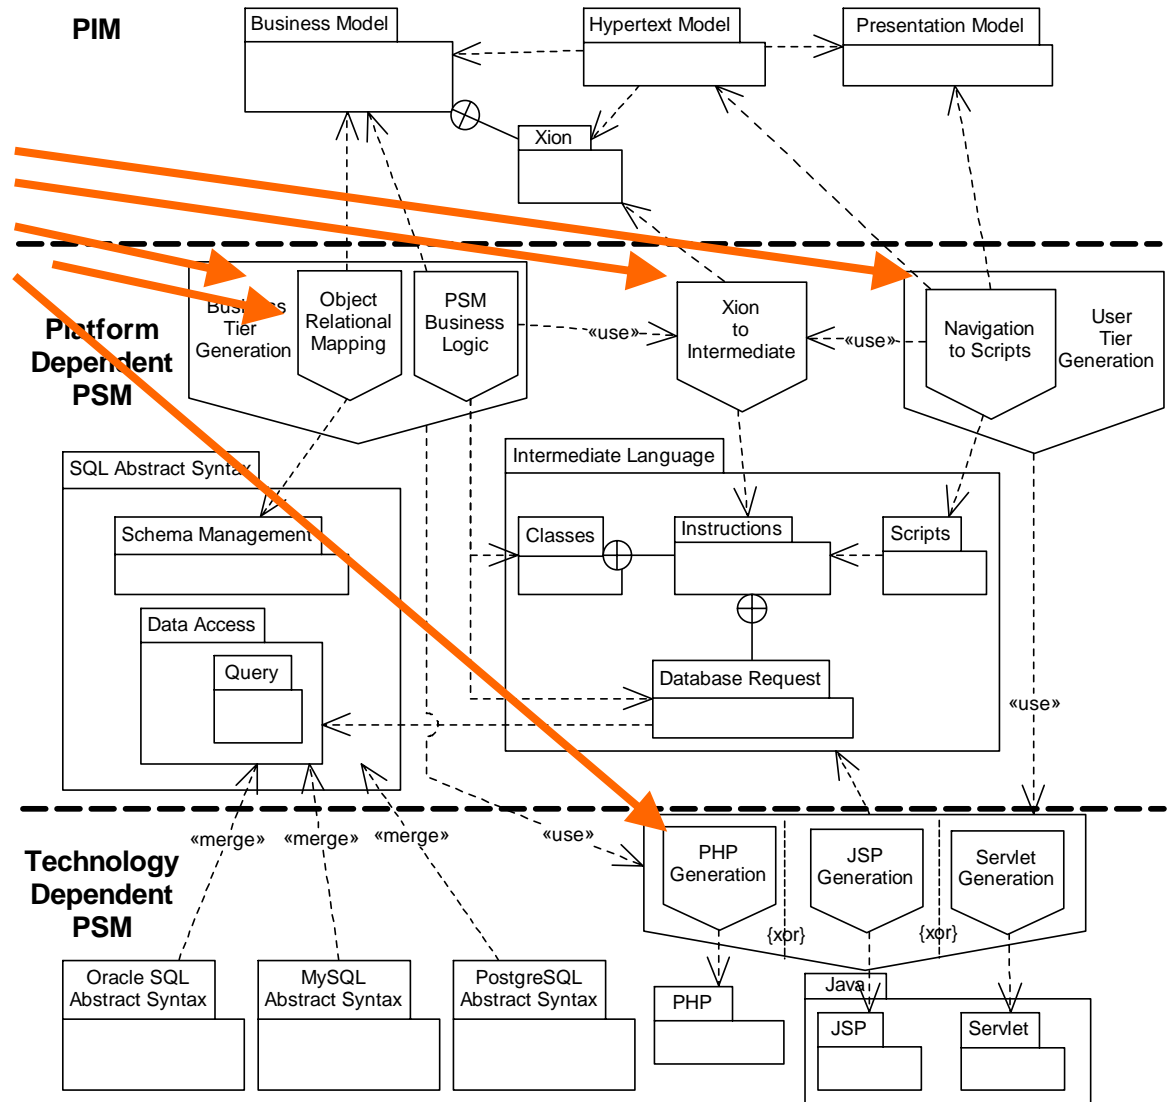 PIM
Business Model
Hypertext Model
Presentation Model
Xion
Platform
Dependent
PSM
Business
Tier
Generation
Object
Relational
Mapping
PSM
Business
Logic
«use»
Xion
to
Intermediate
«use»
Navigation
to Scripts
User
Tier
Generation
SQL Abstract Syntax
Schema Management
Data Access
Query
Intermediate Language
Classes
Instructions
Scripts
Database Request
«use»
Technology
Dependent
PSM
«merge»
«merge»
«merge»
«use»
PHP
Generation
JSP
Generation
Servlet
Generation
{xor}
{xor}
Oracle SQL
Abstract Syntax
MySQL
Abstract Syntax
PostgreSQL
Abstract Syntax
PHP
Java
JSP
Servlet